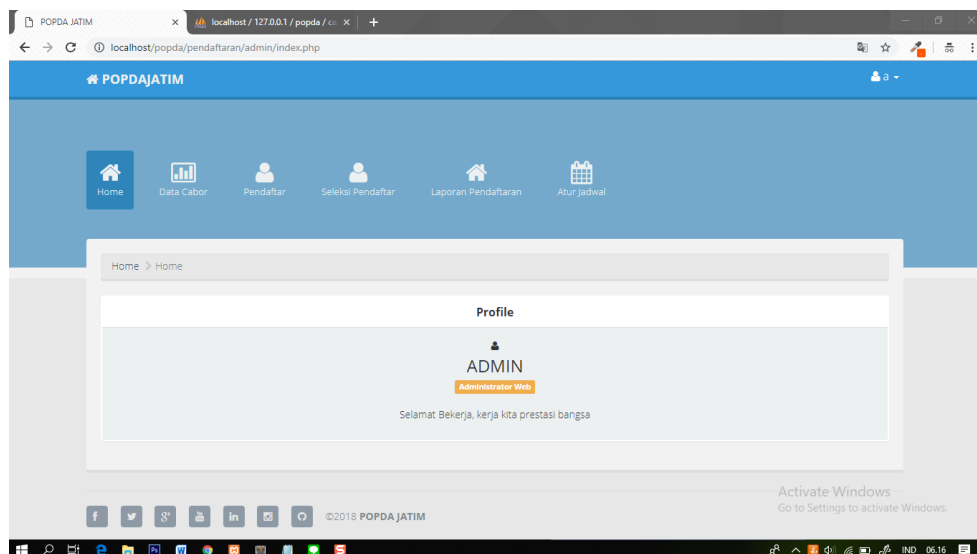 POPDA JATIM
localhost / 127.0.0.1 / popda / ca
localhost/popda/pendaftaran/admin/index.php
POPDAJATIM
a
Home
Data Cabor
Pendaftar
Seleksi Pendaftar
Laporan Pendaftaran
Atur Jadwal
Home > Home
Profile
ADMIN
Administrator Web
Selamat Bekerja, kerja kita prestasi bangsa
Activate Windows
Go to Settings to activate Windows.
©2018 POPDA JATIM
IND 06.16